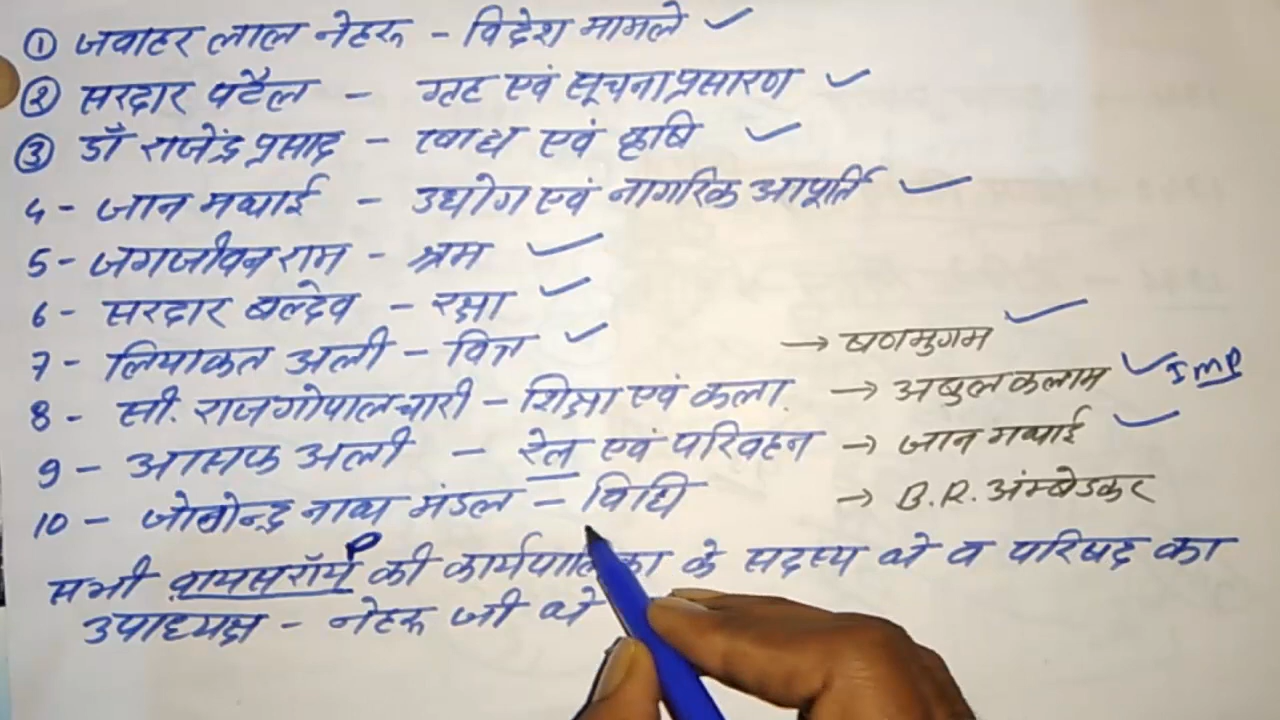 ① जवाहर लाल नेहरू - विदेश मामले ✓
② सरदार पटैल - गृह एवं सूचना प्रसारण ✓
③ डॉ राजेंद्र प्रसाद - खाध एवं कृषि ✓
4 - जान मथाई - उधोग एवं नागरिक आपूर्ति ✓
5 - जगजीवन राम - श्रम ✓
6 - सरदार बल्देव - रक्षा ✓
7 - लियाकत अली - वित्त ✓ → षणमुगम ✓
8 - सी. राजगोपालचारी - शिक्षा एवं कला. → अबुल कलाम ✓ Imp
9 - आसफ अली - रेल एवं परिवहन → जान मथाई ✓
10 - जोगेन्द्र नाथ मंडल - विधि → B.R. अंम्बेडकर
सभी वायसरॉय की कार्यपालिका के सदस्य थे व परिषद का
P
उपाध्यक्ष - नेहरू जी थे